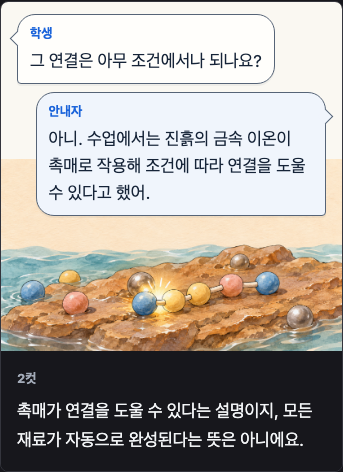 학생
그 연결은 아무 조건에서나 되나요?
안내자
아니. 수업에서는 진흙의 금속 이온이
촉매로 작용해 조건에 따라 연결을 도울
수 있다고 했어.
2컷
촉매가 연결을 도울 수 있다는 설명이지, 모든
재료가 자동으로 완성된다는 뜻은 아니에요.